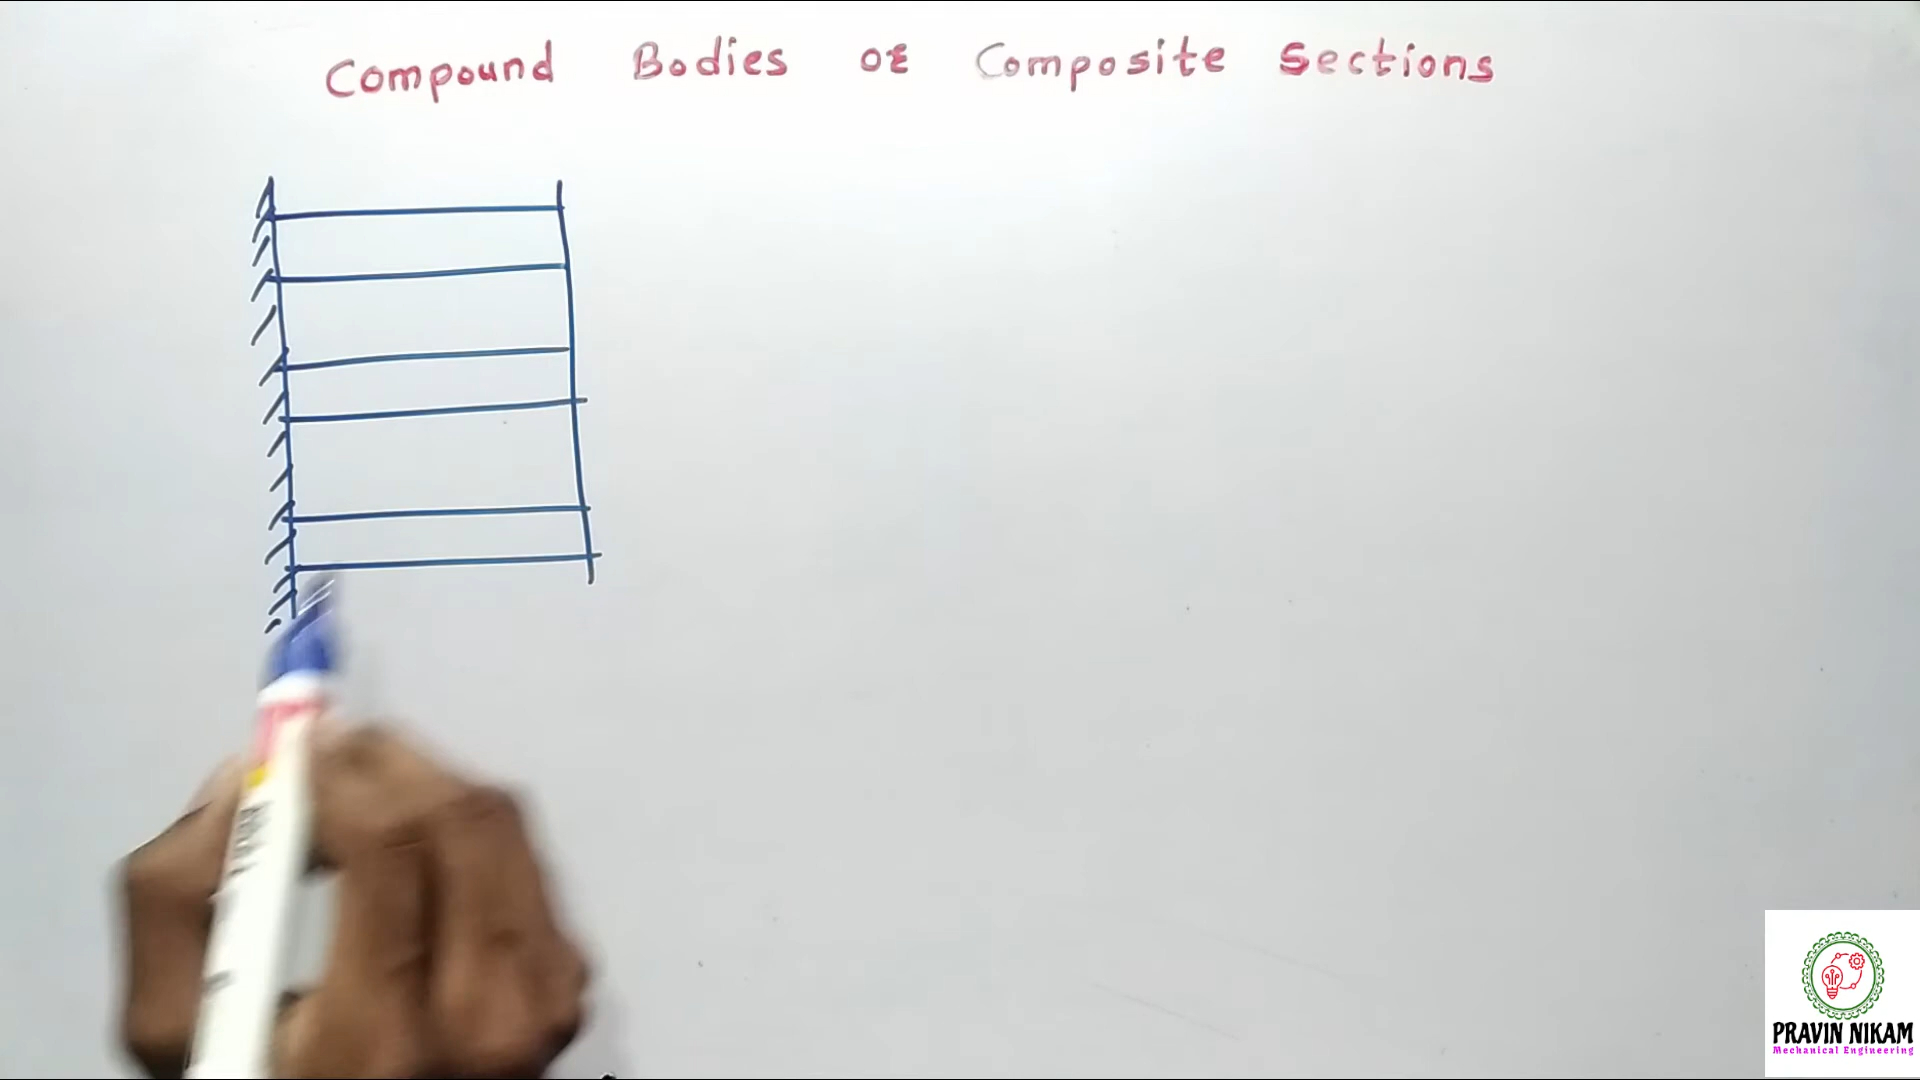 Compound Bodies or Composite Sections
PRAVIN NIKAM
Mechanical Engineering